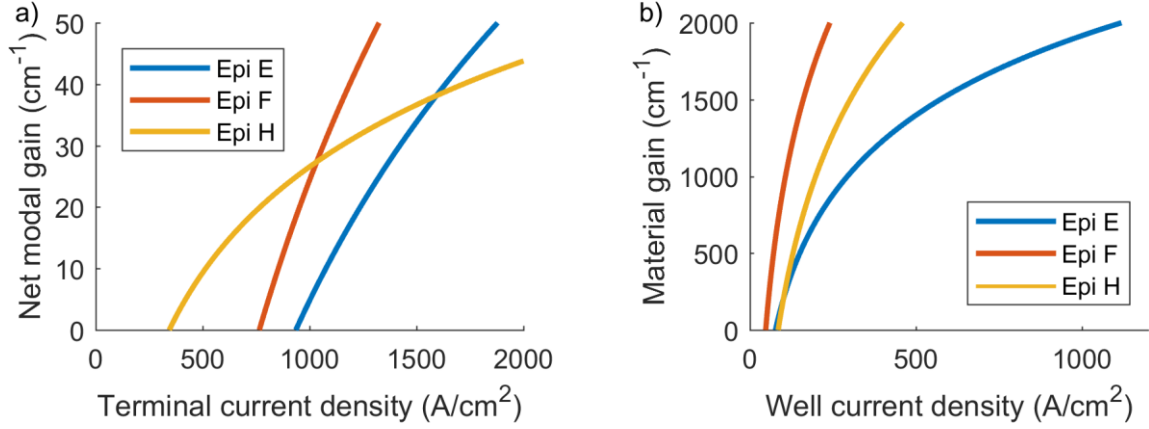 a)
Net modal gain (cm⁻¹)
50
40
30
20
10
0
Epi E
Epi F
Epi H
0 500 1000 1500 2000
Terminal current density (A/cm²)
b)
Material gain (cm⁻¹)
2000
1500
1000
500
0
Epi E
Epi F
Epi H
0 500 1000
Well current density (A/cm²)